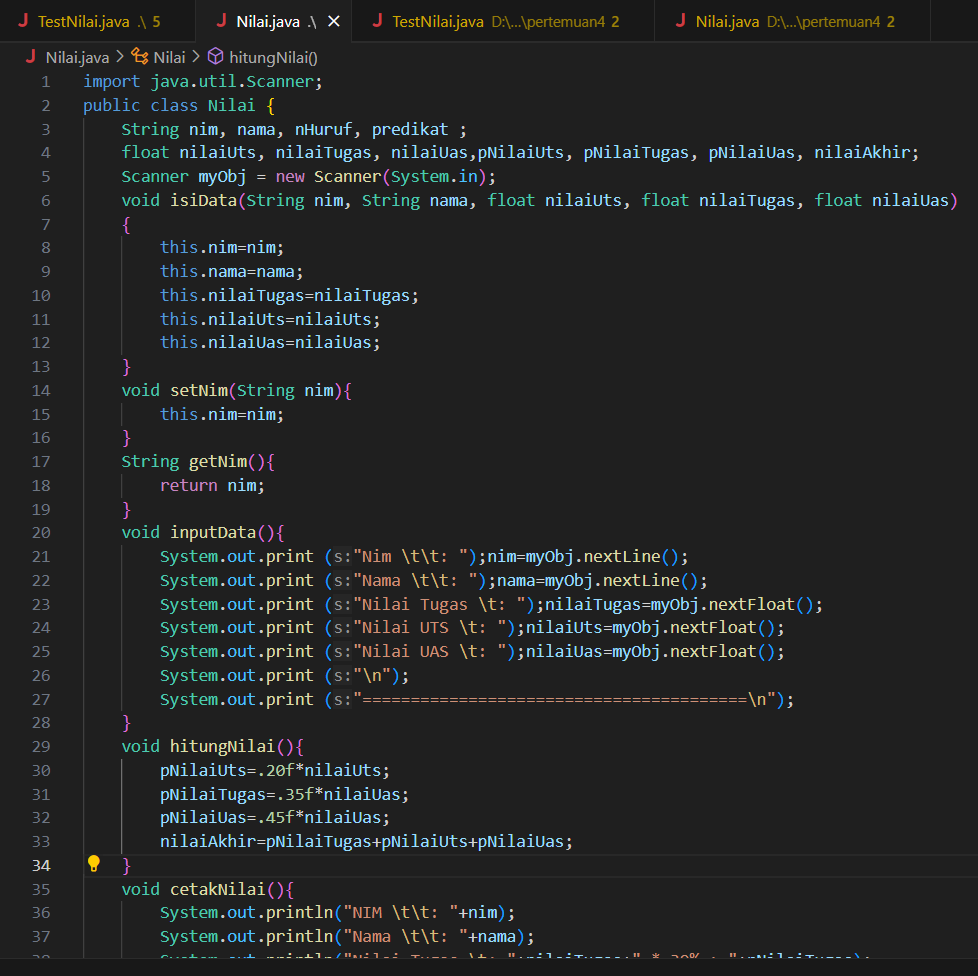 J TestNilai.java .\ 5 J Nilai.java .\ × J TestNilai.java D:\...\pertemuan4 2 J Nilai.java D:\...\pertemuan4 2
J Nilai.java > Nilai > hitungNilai()
1 import java.util.Scanner;
2 public class Nilai {
3 String nim, nama, nHuruf, predikat ;
4 float nilaiUts, nilaiTugas, nilaiUas,pNilaiUts, pNilaiTugas, pNilaiUas, nilaiAkhir;
5 Scanner myObj = new Scanner(System.in);
6 void isiData(String nim, String nama, float nilaiUts, float nilaiTugas, float nilaiUas)
7 {
8 this.nim=nim;
9 this.nama=nama;
10 this.nilaiTugas=nilaiTugas;
11 this.nilaiUts=nilaiUts;
12 this.nilaiUas=nilaiUas;
13 }
14 void setNim(String nim){
15 this.nim=nim;
16 }
17 String getNim(){
18 return nim;
19 }
20 void inputData(){
21 System.out.print (s:"Nim \t\t: ");nim=myObj.nextLine();
22 System.out.print (s:"Nama \t\t: ");nama=myObj.nextLine();
23 System.out.print (s:"Nilai Tugas \t: ");nilaiTugas=myObj.nextFloat();
24 System.out.print (s:"Nilai UTS \t: ");nilaiUts=myObj.nextFloat();
25 System.out.print (s:"Nilai UAS \t: ");nilaiUas=myObj.nextFloat();
26 System.out.print (s:"\n");
27 System.out.print (s:"========================================\n");
28 }
29 void hitungNilai(){
30 pNilaiUts=.20f*nilaiUts;
31 pNilaiTugas=.35f*nilaiUas;
32 pNilaiUas=.45f*nilaiUas;
33 nilaiAkhir=pNilaiTugas+pNilaiUts+pNilaiUas;
34 }
35 void cetakNilai(){
36 System.out.println("NIM \t\t: "+nim);
37 System.out.println("Nama \t\t: "+nama);